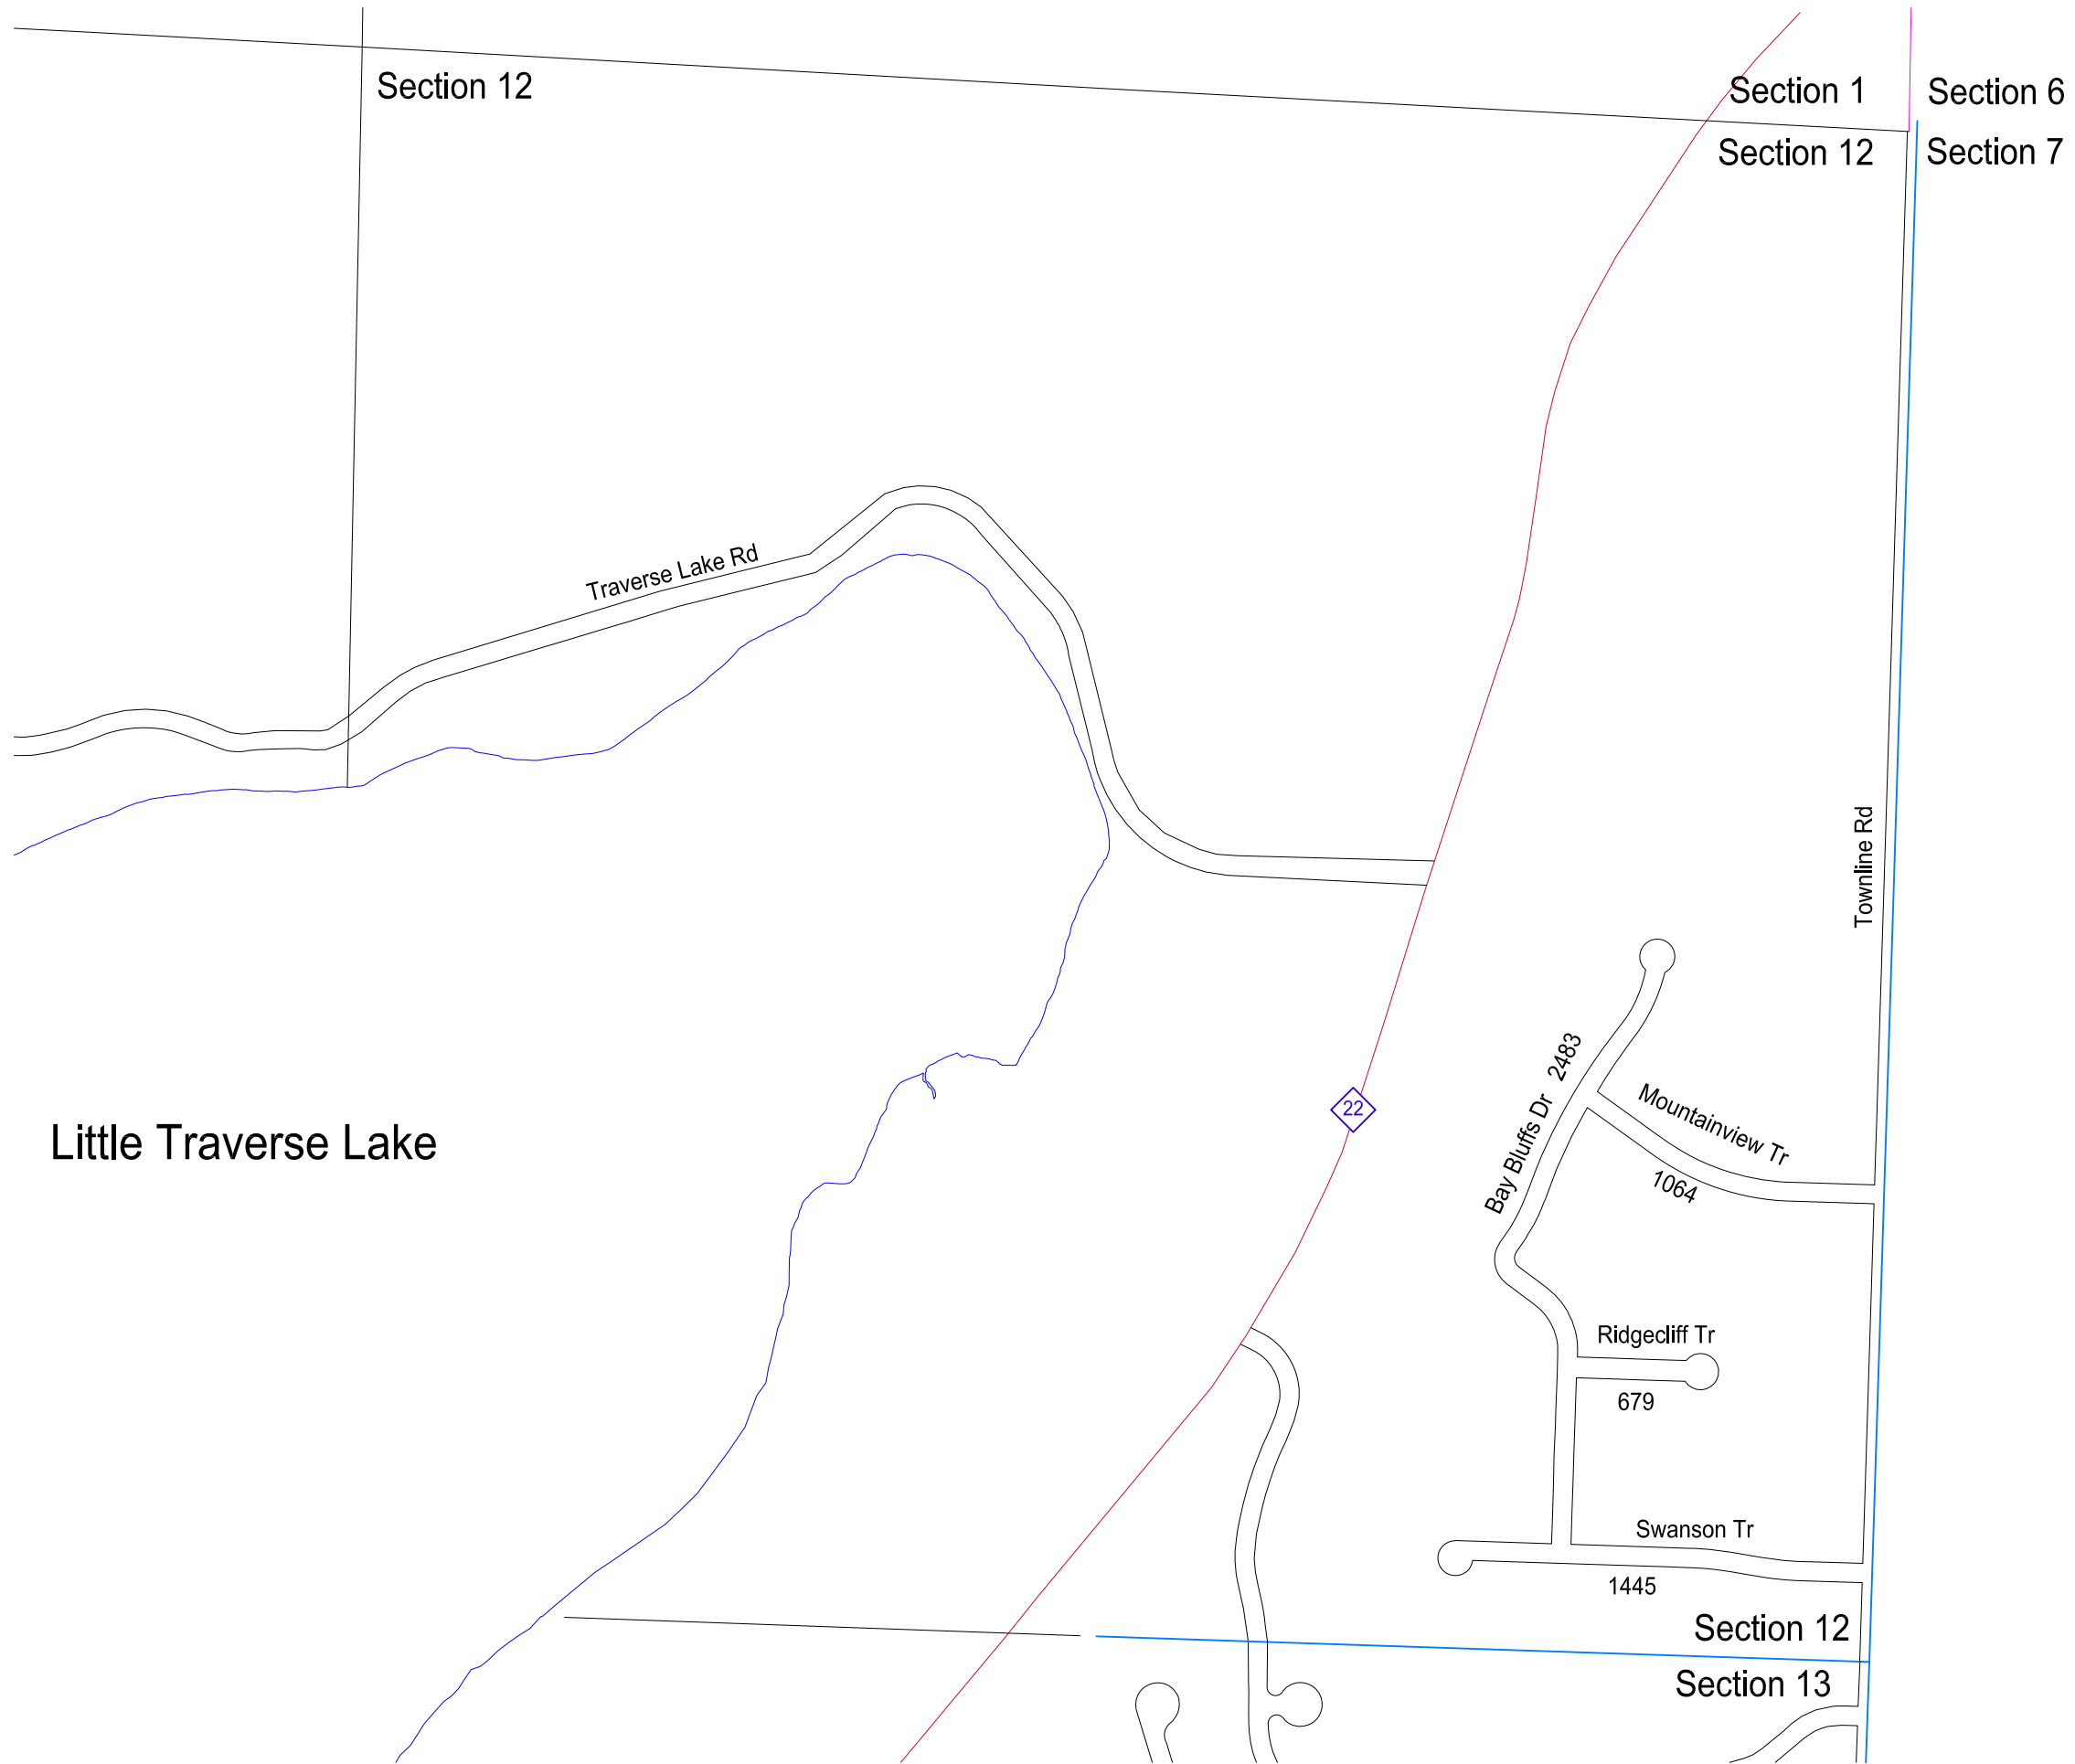 Section 12
Section 1
Section 6
Section 12
Section 7
Traverse Lake Rd
Townline Rd
Bay Bluffs Dr 2483
Mountainview Tr
1064
22
Little Traverse Lake
Ridgecliff Tr
679
Swanson Tr
1445
Section 12
Section 13